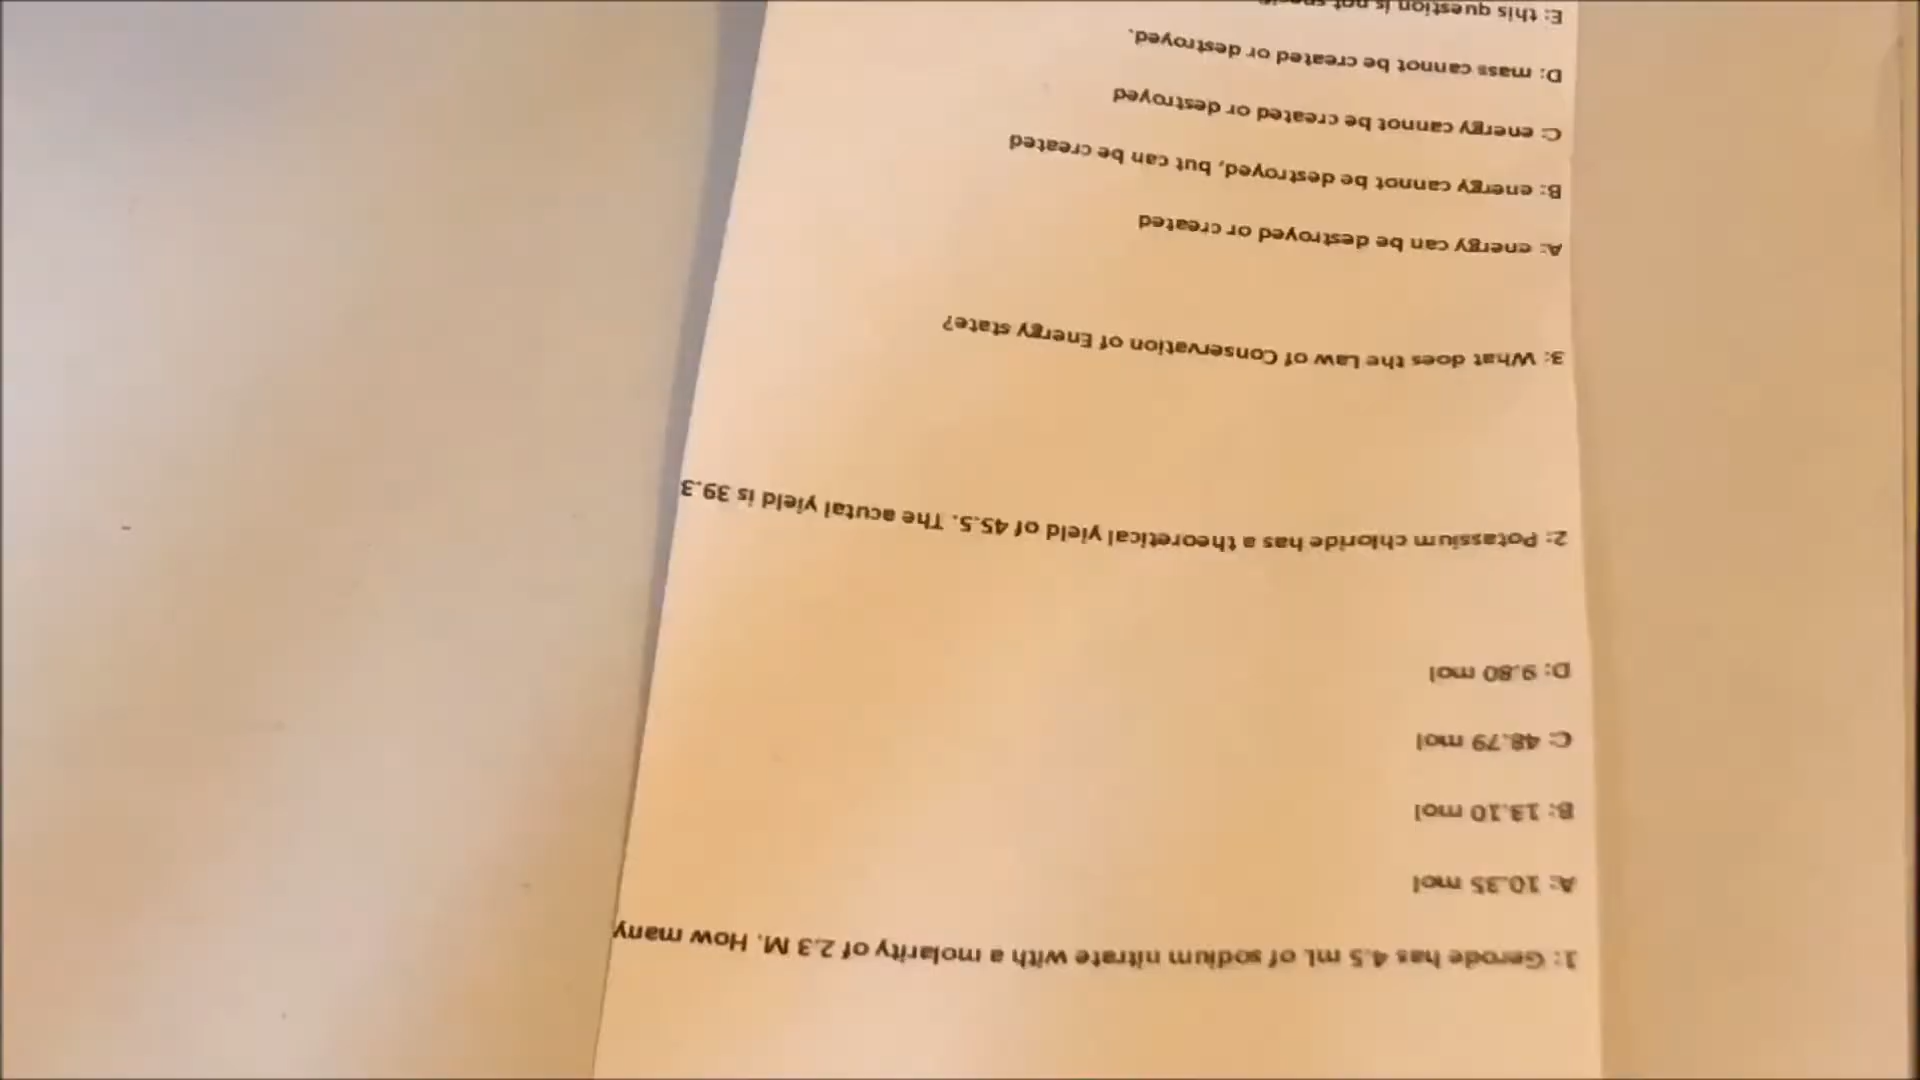 1: Gerode has 4.5 mL of sodium nitrate with a molarity of 2.3 M. How many
A: 10.35 mol
B: 13.10 mol
C: 48.79 mol
D: 9.80 mol
2: Potassium chloride has a theoretical yield of 45.5. The acutal yield is 39.3
3: What does the Law of Conservation of Energy state?
A: energy can be destroyed or created
B: energy cannot be destroyed, but can be created
C: energy cannot be created or destroyed
D: mass cannot be created or destroyed.
E: this question is not